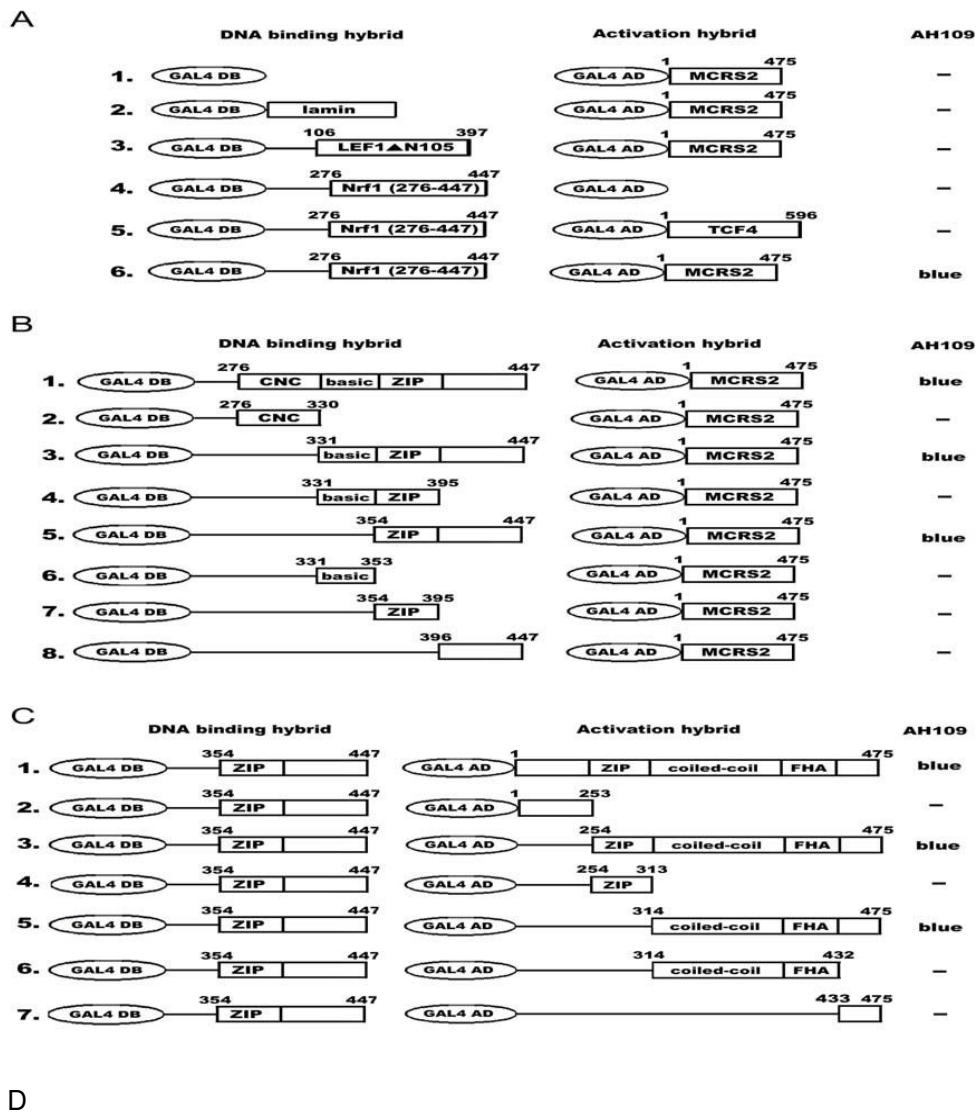 A
DNA binding hybrid Activation hybrid AH109
1 475
1. GAL4 DB GAL4 AD MCRS2 –
1 475
2. GAL4 DB lamin GAL4 AD MCRS2 –
106 397 1 475
3. GAL4 DB LEF1▲N105 GAL4 AD MCRS2 –
276 447
4. GAL4 DB Nrf1 (276-447) GAL4 AD –
276 447 1 596
5. GAL4 DB Nrf1 (276-447) GAL4 AD TCF4 –
276 447 1 475
6. GAL4 DB Nrf1 (276-447) GAL4 AD MCRS2 blue
B
DNA binding hybrid Activation hybrid AH109
276 447 1 475
1. GAL4 DB CNC basic ZIP GAL4 AD MCRS2 blue
276 330 1 475
2. GAL4 DB CNC GAL4 AD MCRS2 –
331 447 1 475
3. GAL4 DB basic ZIP GAL4 AD MCRS2 blue
331 395 1 475
4. GAL4 DB basic ZIP GAL4 AD MCRS2 –
354 447 1 475
5. GAL4 DB ZIP GAL4 AD MCRS2 blue
331 353 1 475
6. GAL4 DB basic GAL4 AD MCRS2 –
354 395 1 475
7. GAL4 DB ZIP GAL4 AD MCRS2 –
396 447 1 475
8. GAL4 DB GAL4 AD MCRS2 –
C
DNA binding hybrid Activation hybrid AH109
354 447 1 475
1. GAL4 DB ZIP GAL4 AD ZIP coiled-coil FHA blue
354 447 1 253
2. GAL4 DB ZIP GAL4 AD –
354 447 254 475
3. GAL4 DB ZIP GAL4 AD ZIP coiled-coil FHA blue
354 447 254 313
4. GAL4 DB ZIP GAL4 AD ZIP –
354 447 314 475
5. GAL4 DB ZIP GAL4 AD coiled-coil FHA blue
354 447 314 432
6. GAL4 DB ZIP GAL4 AD coiled-coil FHA –
354 447 433 475
7. GAL4 DB ZIP GAL4 AD –
D